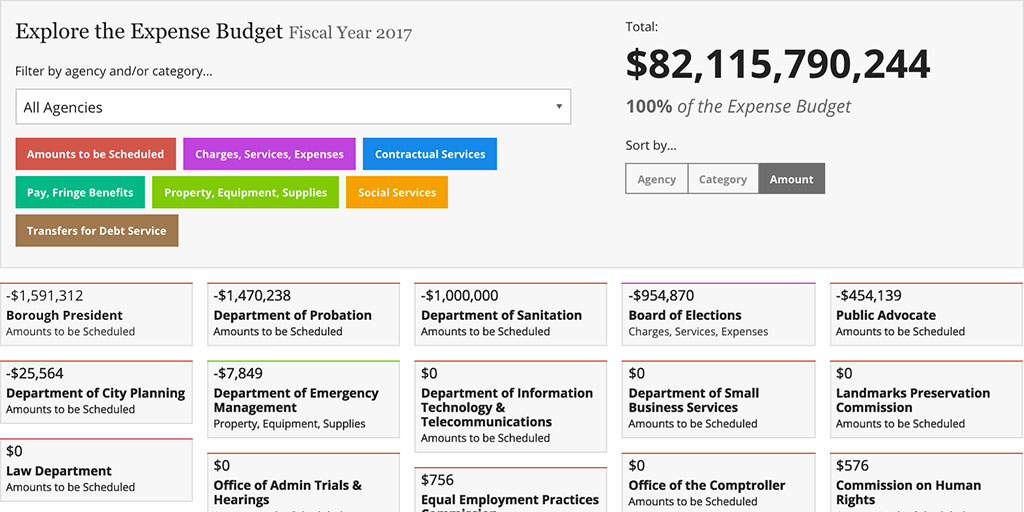 Explore the Expense Budget Fiscal Year 2017
Filter by agency and/or category...
All Agencies
Amounts to be Scheduled
Charges, Services, Expenses
Contractual Services
Pay, Fringe Benefits
Property, Equipment, Supplies
Social Services
Transfers for Debt Service
Total:
$82,115,790,244
100% of the Expense Budget
Sort by...
Agency
Category
Amount
-$1,591,312
Borough President
Amounts to be Scheduled
-$1,470,238
Department of Probation
Amounts to be Scheduled
-$1,000,000
Department of Sanitation
Amounts to be Scheduled
-$954,870
Board of Elections
Charges, Services, Expenses
-$454,139
Public Advocate
Amounts to be Scheduled
-$25,564
Department of City Planning
Amounts to be Scheduled
-$7,849
Department of Emergency
Management
Property, Equipment, Supplies
$0
Department of Information
Technology &
Telecommunications
Amounts to be Scheduled
$0
Department of Small
Business Services
Amounts to be Scheduled
$0
Landmarks Preservation
Commission
Amounts to be Scheduled
$0
Law Department
Amounts to be Scheduled
$0
Office of Admin Trials &
Hearings
$756
Equal Employment Practices
Commission
$0
Office of the Comptroller
Amounts to be Scheduled
$576
Commission on Human
Rights